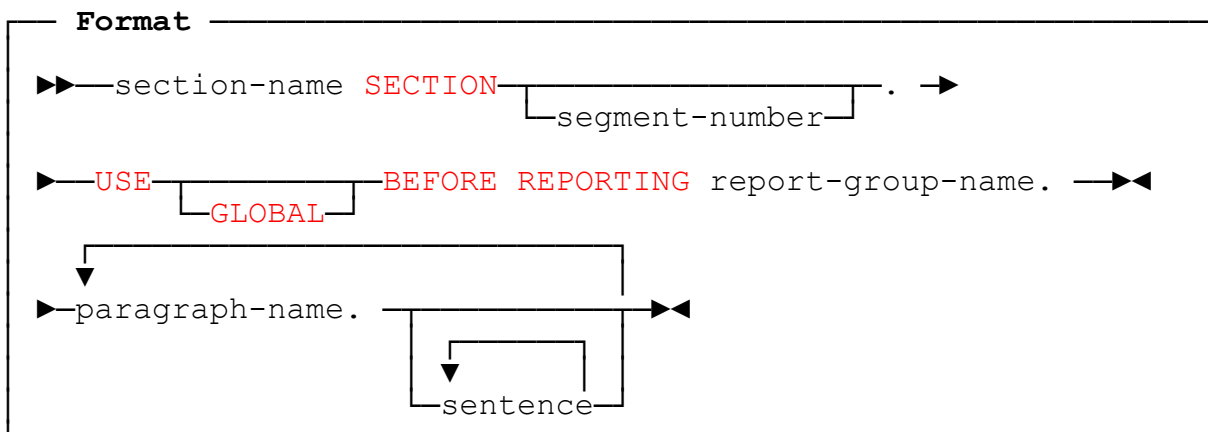 Format
section-name SECTION .
segment-number
USE BEFORE REPORTING report-group-name.
GLOBAL
paragraph-name.
sentence